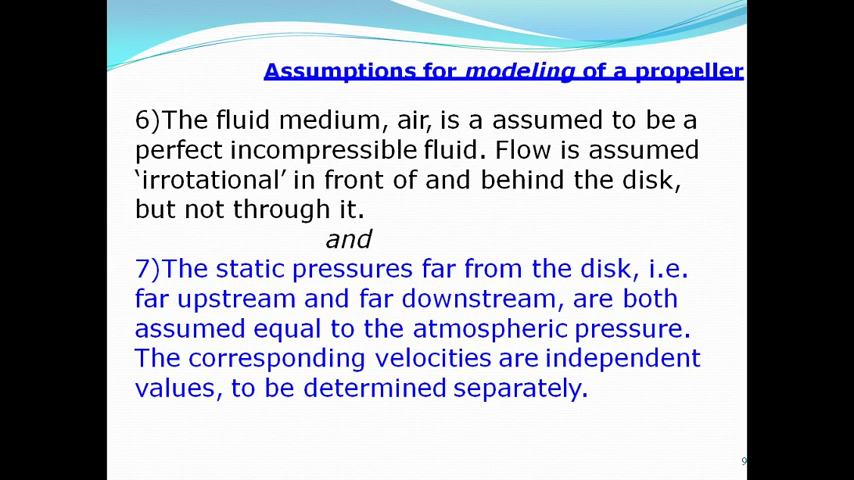 Assumptions for modeling of a propeller
6)The fluid medium, air, is a assumed to be a
perfect incompressible fluid. Flow is assumed
‘irrotational’ in front of and behind the disk,
but not through it.
and
7)The static pressures far from the disk, i.e.
far upstream and far downstream, are both
assumed equal to the atmospheric pressure.
The corresponding velocities are independent
values, to be determined separately.
9